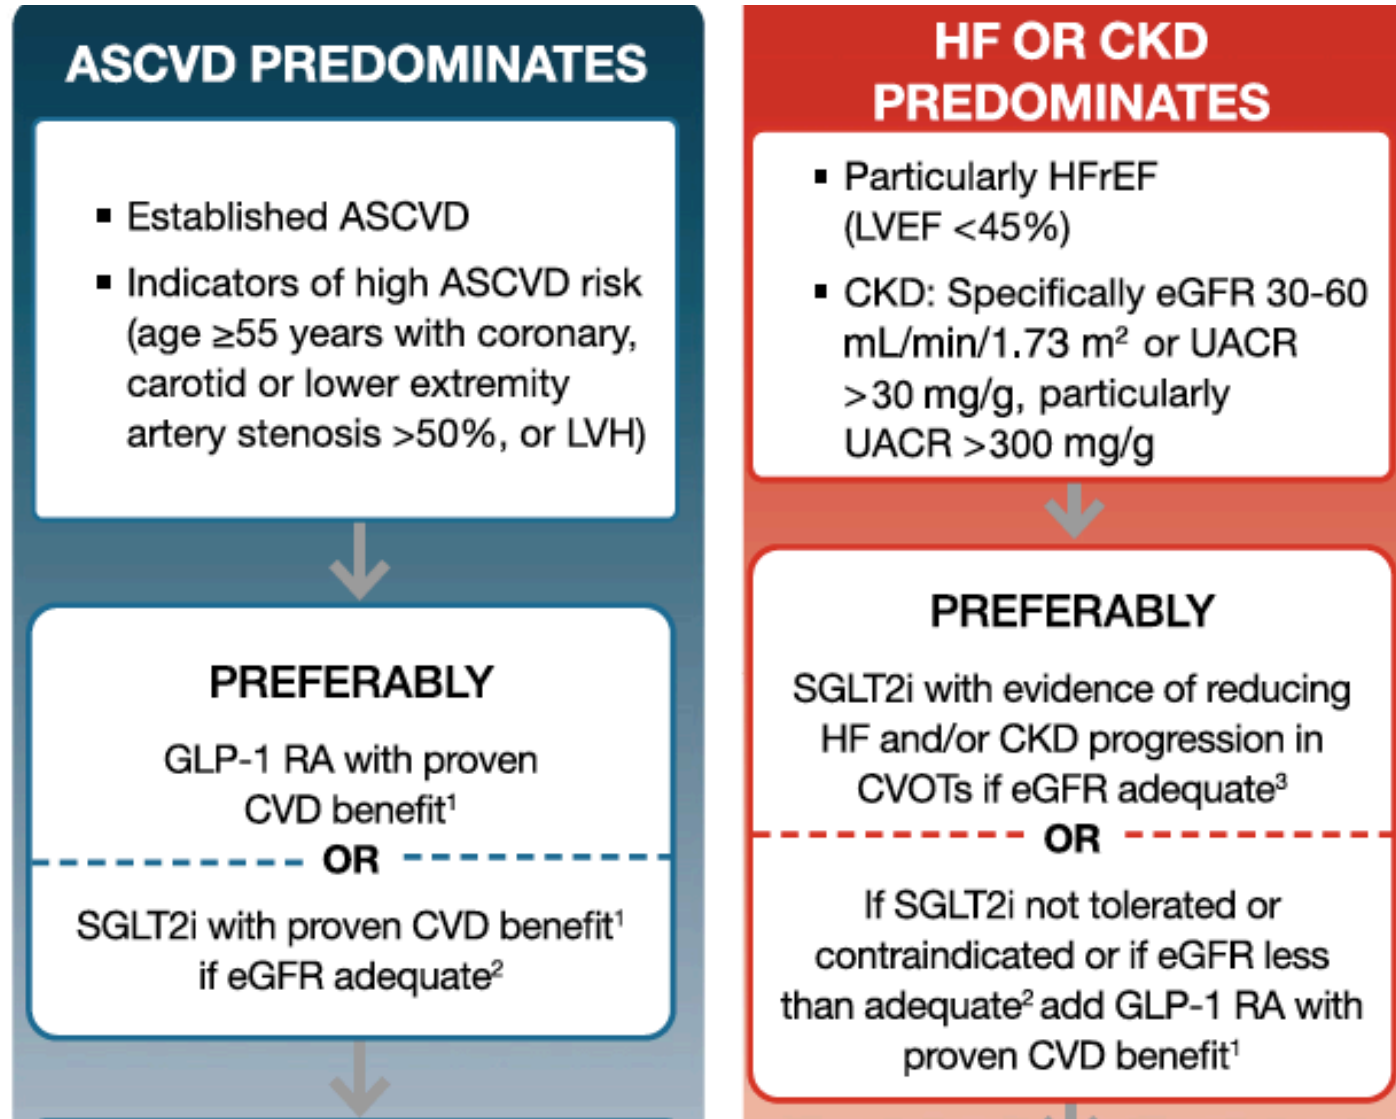 ASCVD PREDOMINATES
▪ Established ASCVD
▪ Indicators of high ASCVD risk
(age ≥55 years with coronary,
carotid or lower extremity
artery stenosis >50%, or LVH)
PREFERABLY
GLP-1 RA with proven
CVD benefit¹
OR
SGLT2i with proven CVD benefit¹
if eGFR adequate²
HF OR CKD
PREDOMINATES
▪ Particularly HFrEF
(LVEF <45%)
▪ CKD: Specifically eGFR 30-60
mL/min/1.73 m² or UACR
>30 mg/g, particularly
UACR >300 mg/g
PREFERABLY
SGLT2i with evidence of reducing
HF and/or CKD progression in
CVOTs if eGFR adequate³
OR
If SGLT2i not tolerated or
contraindicated or if eGFR less
than adequate² add GLP-1 RA with
proven CVD benefit¹